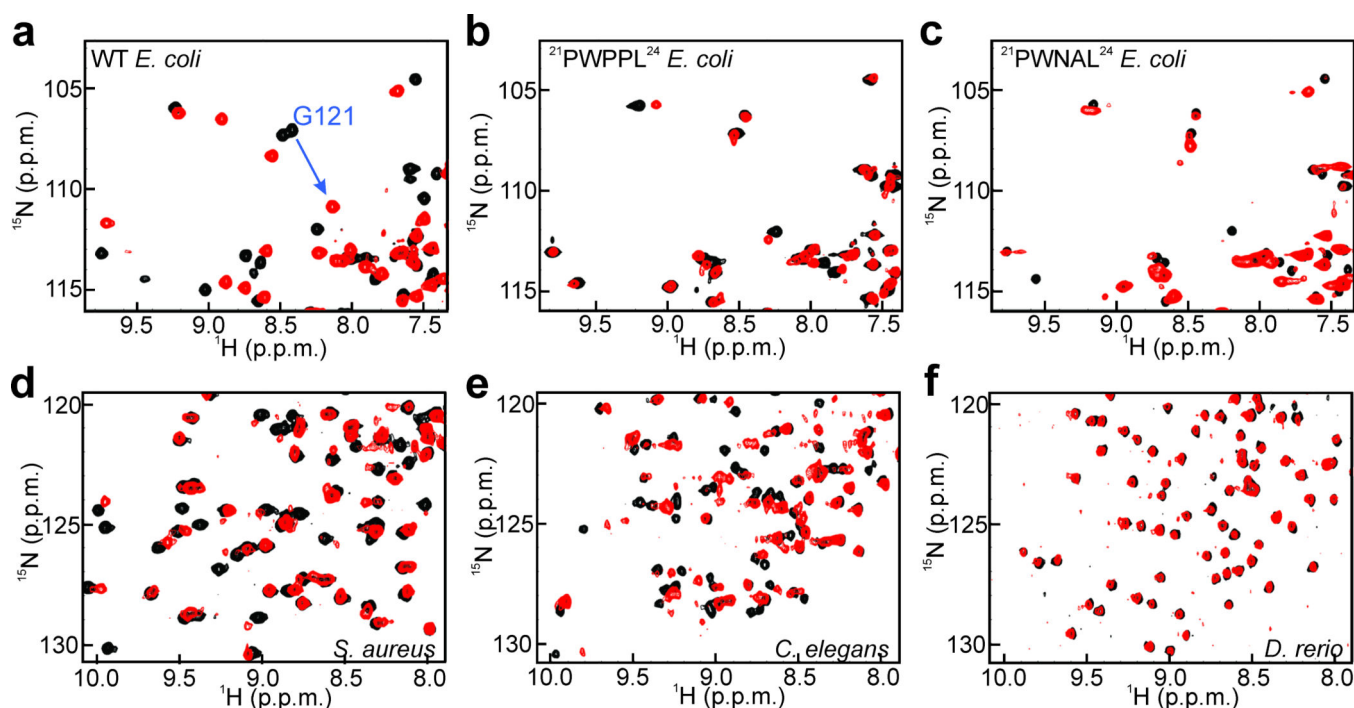 a
WT E. coli
G121
105
110
115
¹⁵N (p.p.m.)
9.5 9.0 8.5 8.0 7.5
¹H (p.p.m.)
b
²¹PWPPL²⁴ E. coli
105
110
115
¹⁵N (p.p.m.)
9.5 9.0 8.5 8.0 7.5
¹H (p.p.m.)
c
²¹PWNAL²⁴ E. coli
105
110
115
¹⁵N (p.p.m.)
9.5 9.0 8.5 8.0 7.5
¹H (p.p.m.)
d
120
125
130
¹⁵N (p.p.m.)
S. aureus
10.0 9.5 9.0 8.5 8.0
¹H (p.p.m.)
e
120
125
130
¹⁵N (p.p.m.)
C. elegans
10.0 9.5 9.0 8.5 8.0
¹H (p.p.m.)
f
120
125
130
¹⁵N (p.p.m.)
D. rerio
10.0 9.5 9.0 8.5 8.0
¹H (p.p.m.)